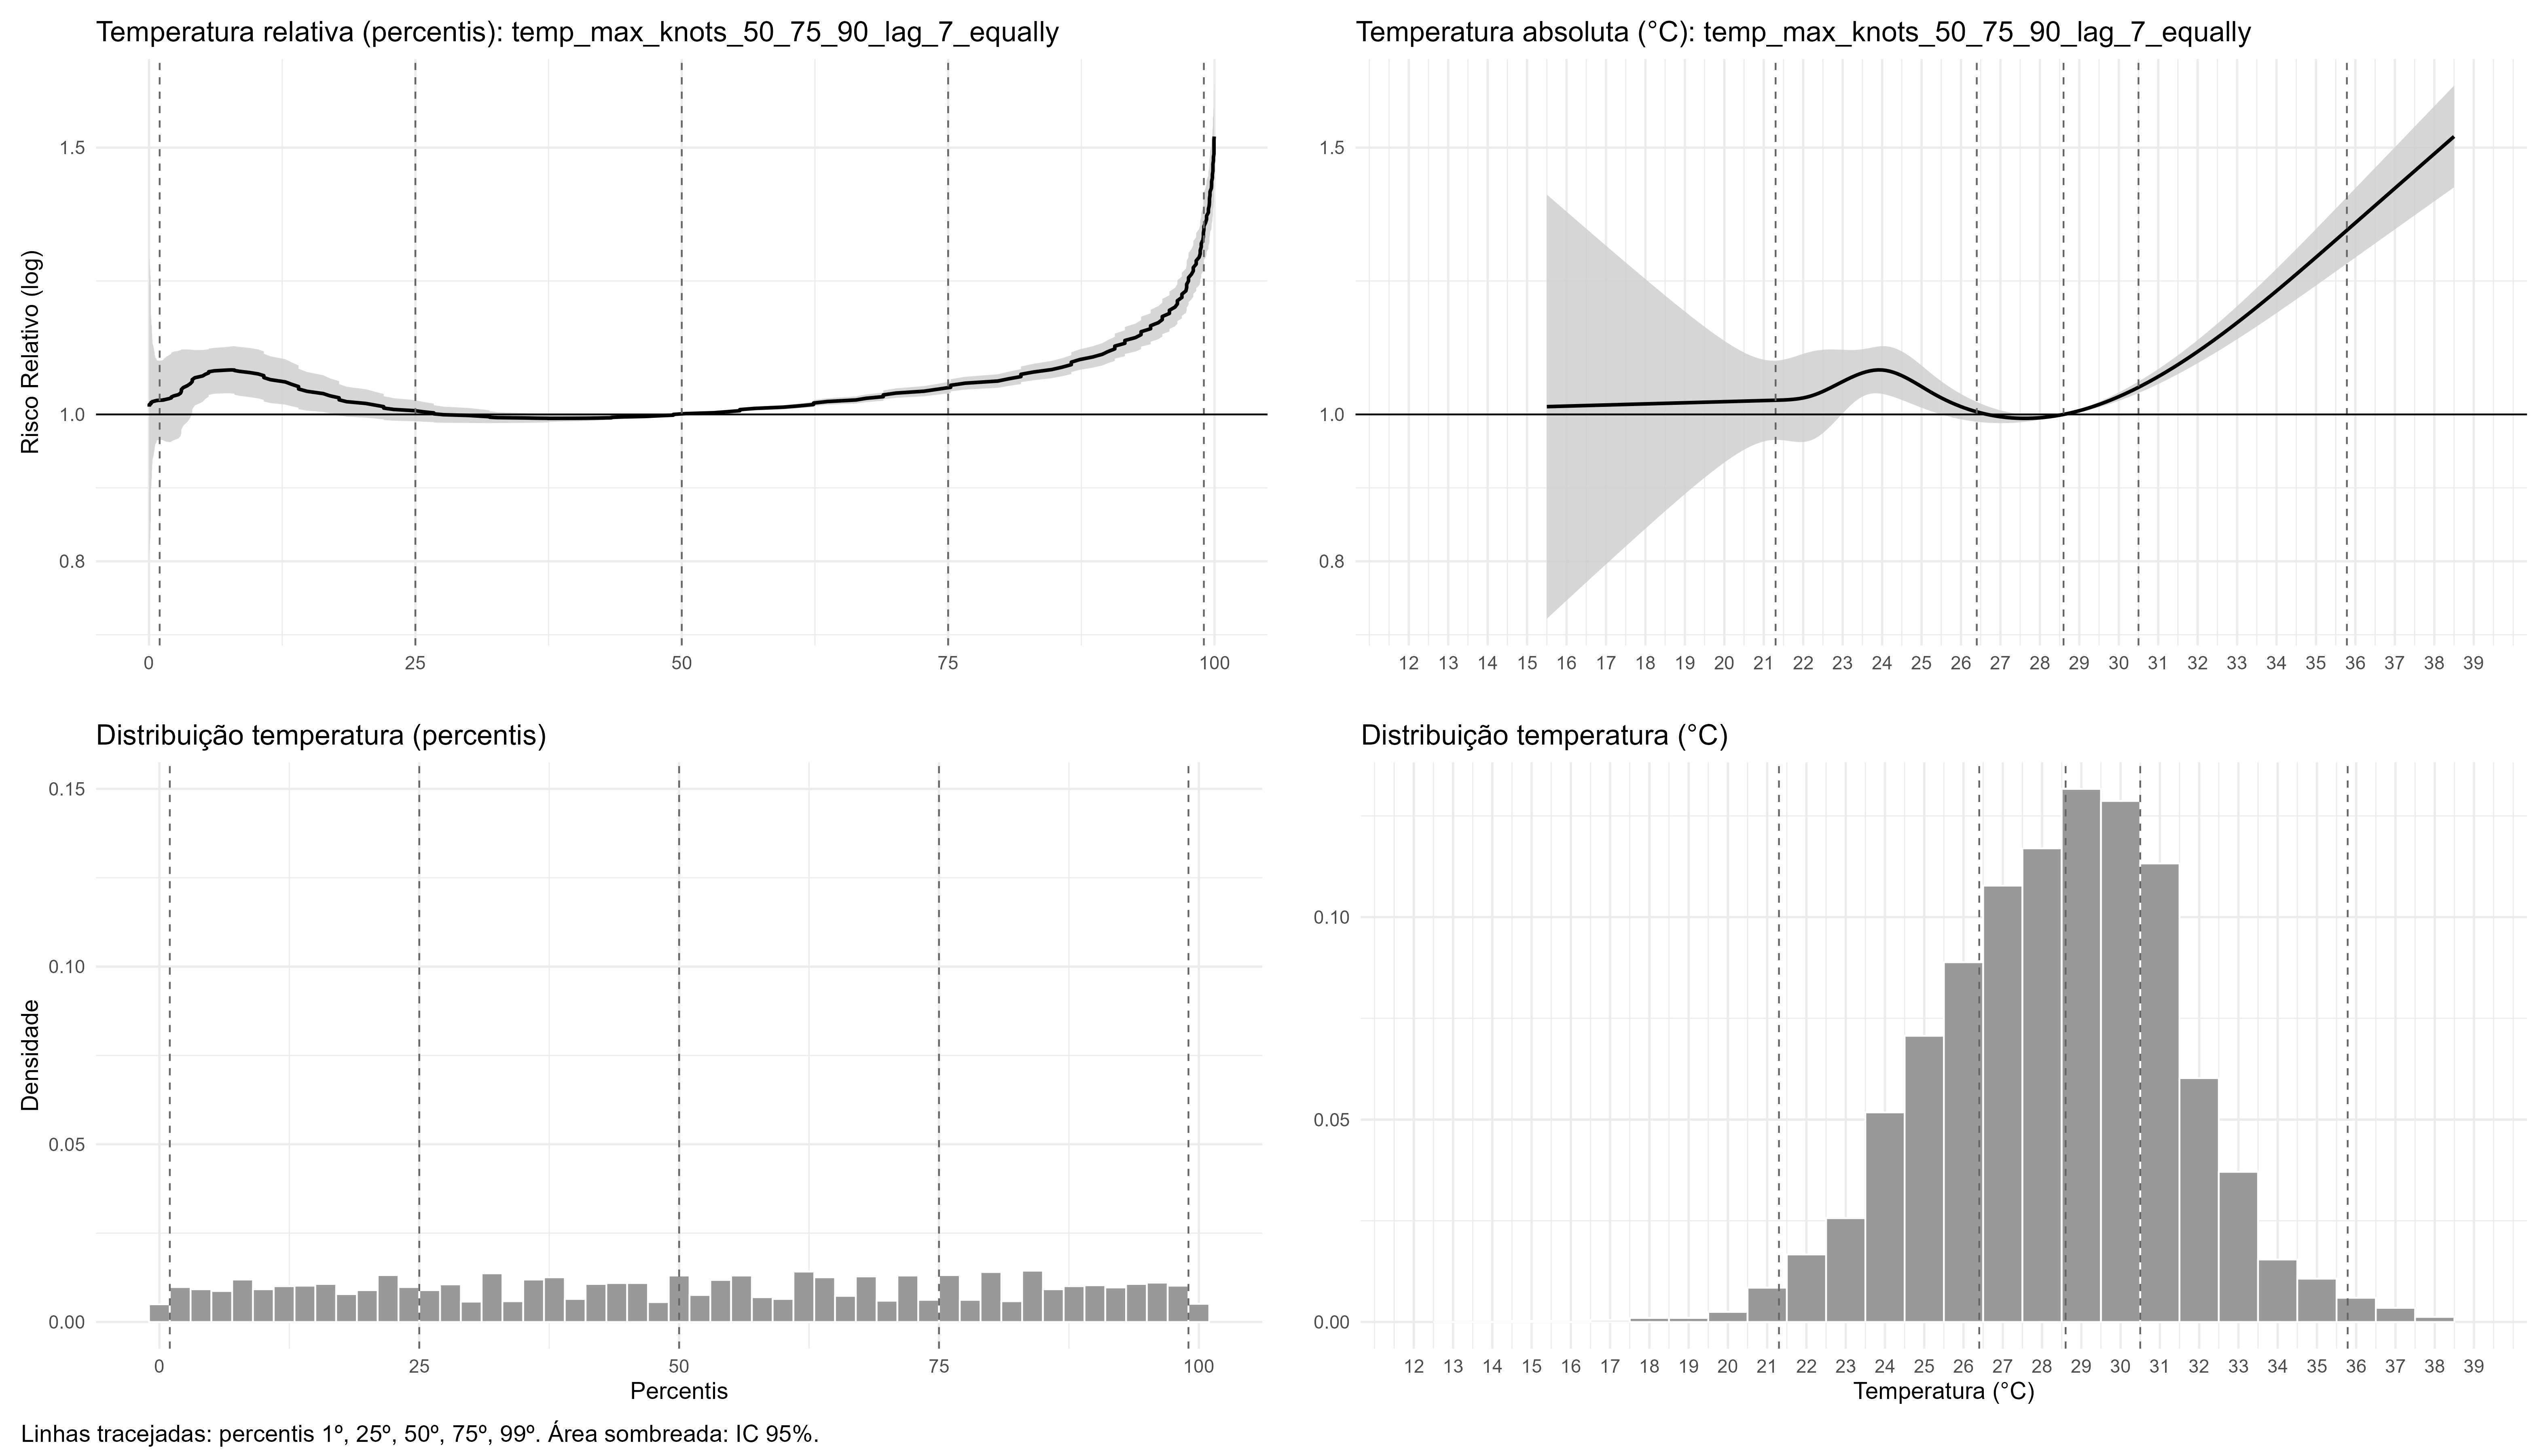 Temperatura relativa (percentis): temp_max_knots_50_75_90_lag_7_equally
Risco Relativo (log)
1.5
1.0
0.8
0 25 50 75 100
Temperatura absoluta (°C): temp_max_knots_50_75_90_lag_7_equally
1.5
1.0
0.8
12 13 14 15 16 17 18 19 20 21 22 23 24 25 26 27 28 29 30 31 32 33 34 35 36 37 38 39
Distribuição temperatura (percentis)
Densidade
0.15
0.10
0.05
0.00
0 25 50 75 100
Percentis
Distribuição temperatura (°C)
0.10
0.05
0.00
12 13 14 15 16 17 18 19 20 21 22 23 24 25 26 27 28 29 30 31 32 33 34 35 36 37 38 39
Temperatura (°C)
Linhas tracejadas: percentis 1º, 25º, 50º, 75º, 99º. Área sombreada: IC 95%.